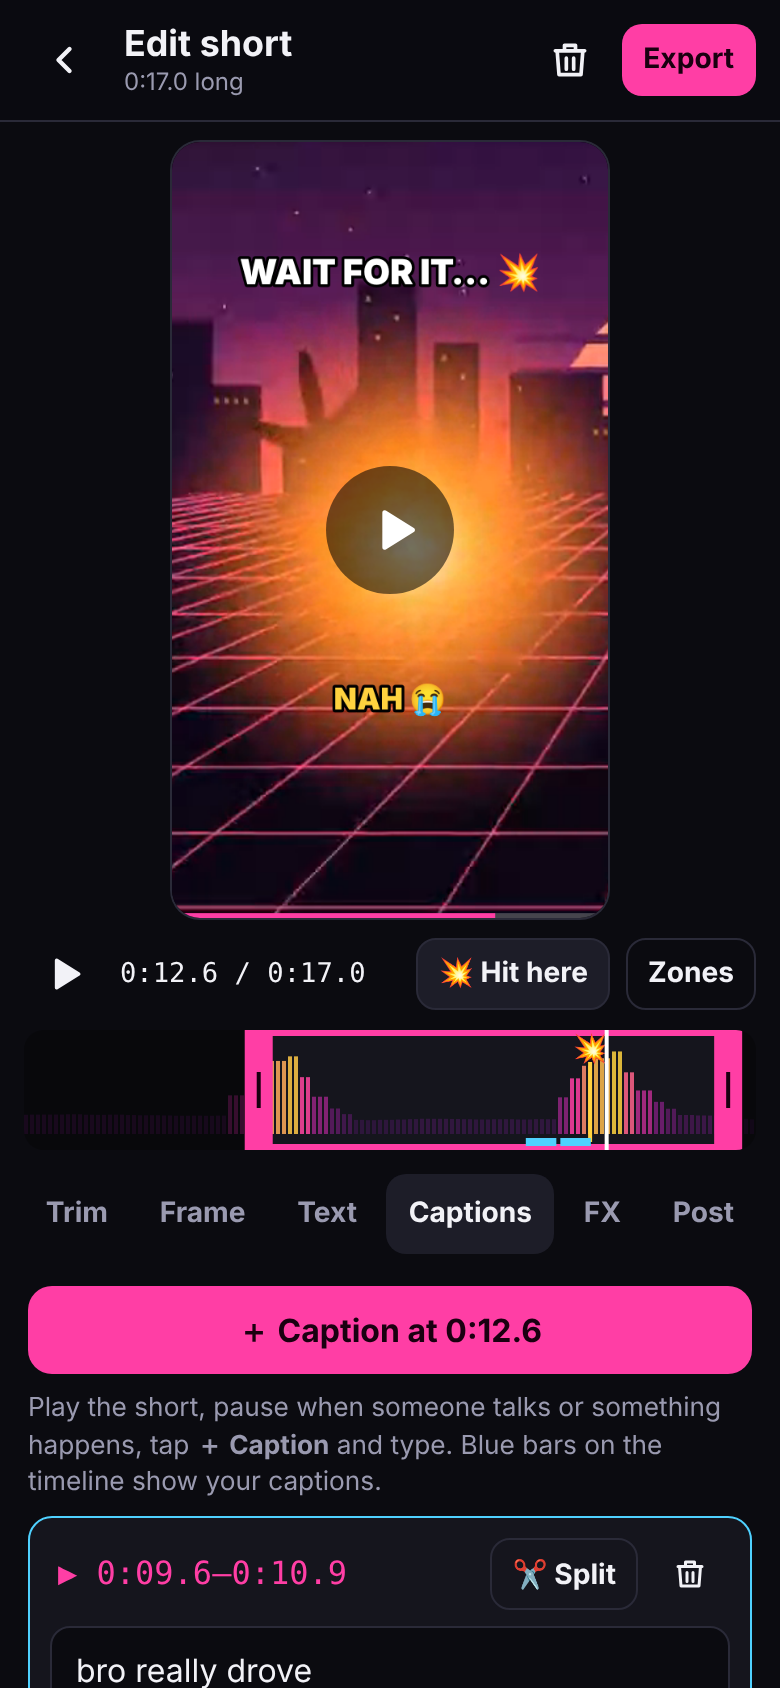 Edit short
0:17.0 long
Export
WAIT FOR IT... 💥
NAH 😭
0:12.6 / 0:17.0
💥 Hit here
Zones
Trim
Frame
Text
Captions
FX
Post
+ Caption at 0:12.6
Play the short, pause when someone talks or something
happens, tap + Caption and type. Blue bars on the
timeline show your captions.
▶ 0:09.6–0:10.9
✂️ Split
bro really drove